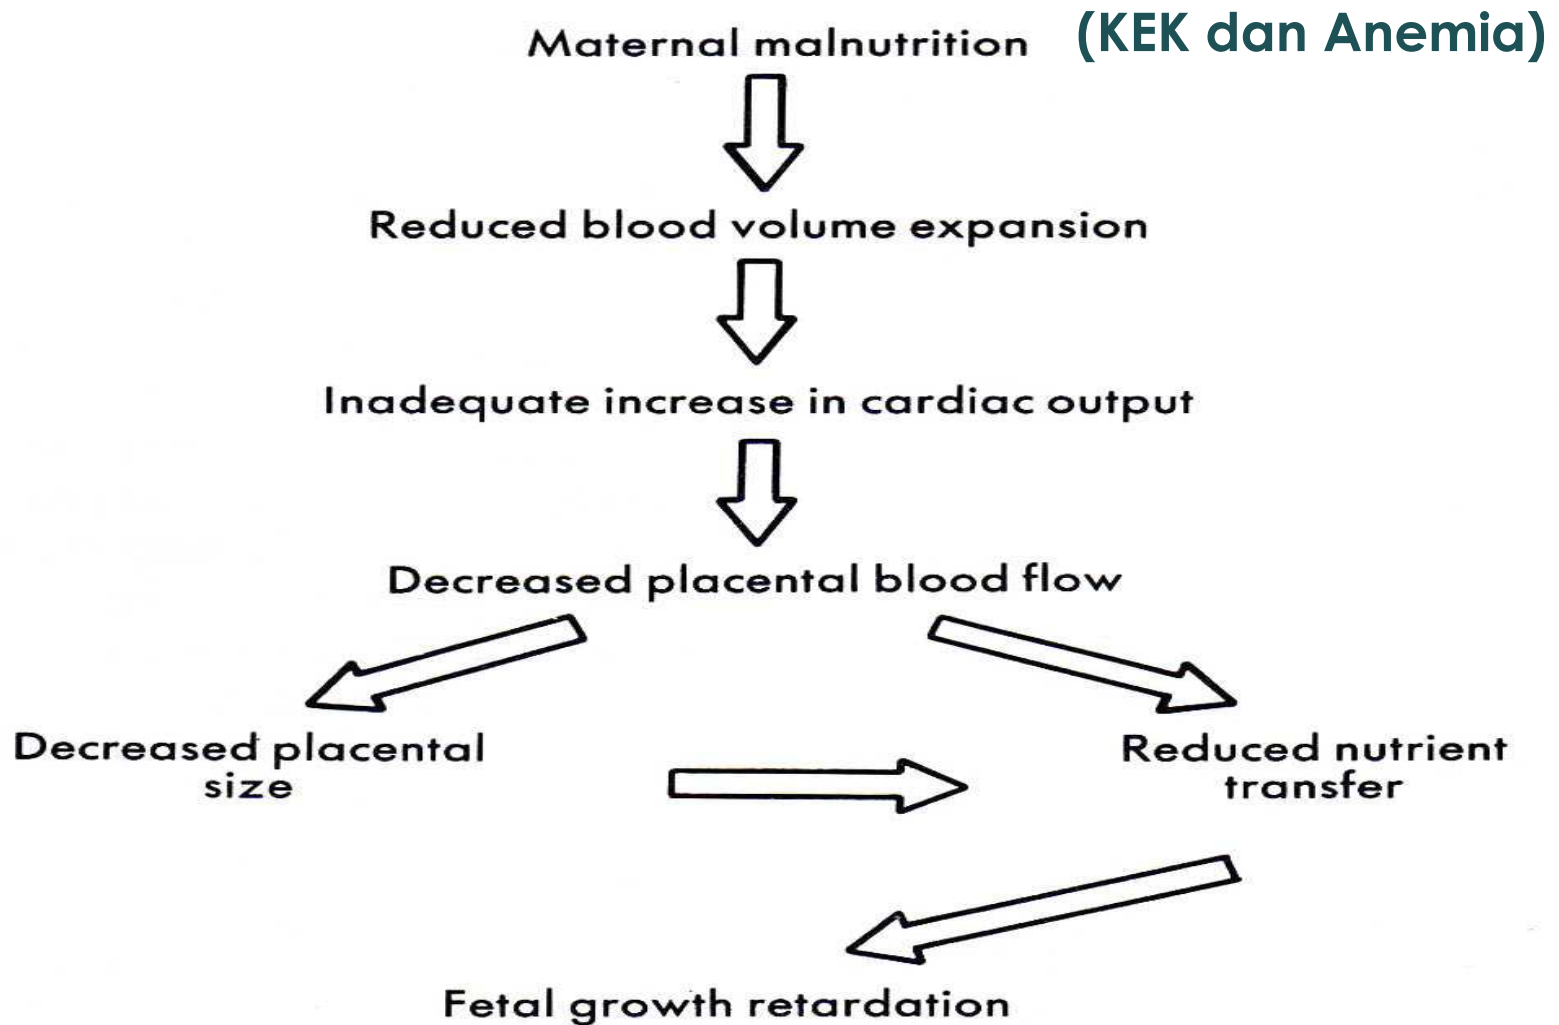 Maternal malnutrition (KEK dan Anemia)
Reduced blood volume expansion
Inadequate increase in cardiac output
Decreased placental blood flow
Decreased placental
size
Reduced nutrient
transfer
Fetal growth retardation